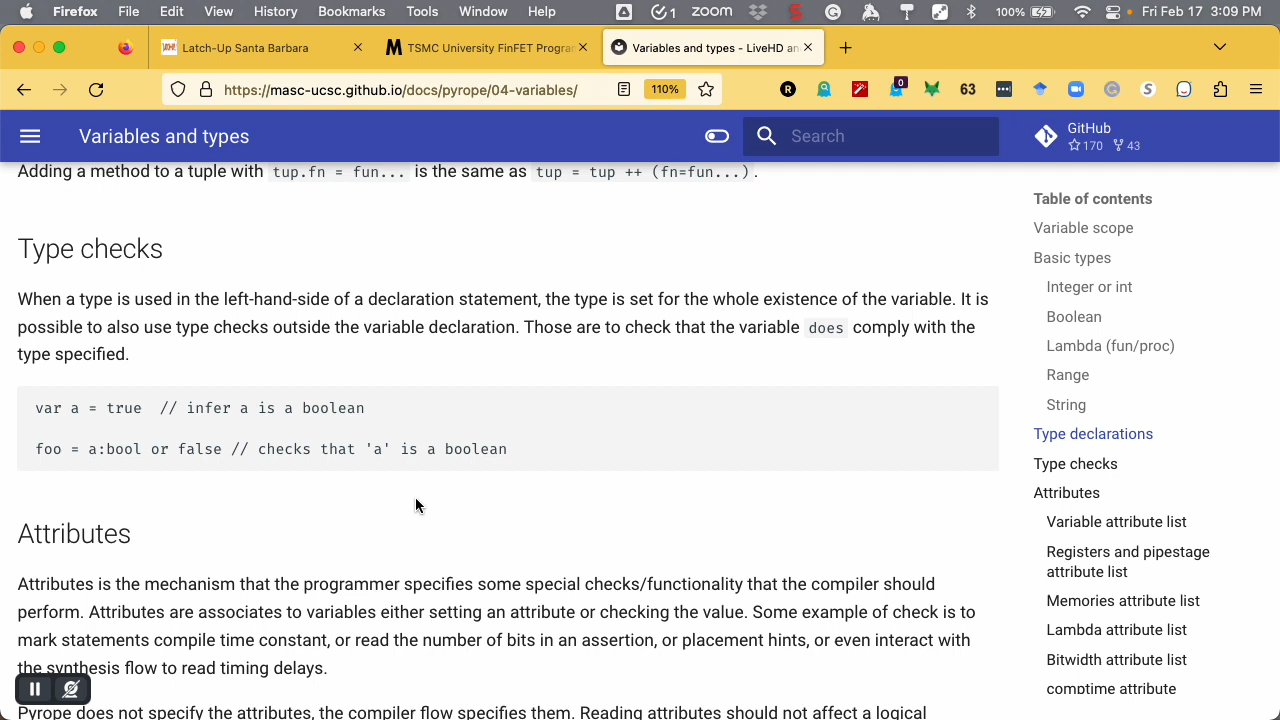 Firefox File Edit View History Bookmarks Tools Window Help 1 zoom 100% Fri Feb 17 3:09 PM
Latch-Up Santa Barbara
TSMC University FinFET Progra
Variables and types - LiveHD an
https://masc-ucsc.github.io/docs/pyrope/04-variables/ 110% R 0 63 S
Variables and types Search GitHub
170 43
Adding a method to a tuple with tup.fn = fun... is the same as tup = tup ++ (fn=fun...).
Type checks
When a type is used in the left-hand-side of a declaration statement, the type is set for the whole existence of the variable. It is
possible to also use type checks outside the variable declaration. Those are to check that the variable does comply with the
type specified.
var a = true  // infer a is a boolean
foo = a:bool or false // checks that 'a' is a boolean
Attributes
Attributes is the mechanism that the programmer specifies some special checks/functionality that the compiler should
perform. Attributes are associates to variables either setting an attribute or checking the value. Some example of check is to
mark statements compile time constant, or read the number of bits in an assertion, or placement hints, or even interact with
the synthesis flow to read timing delays.
Pyrope does not specify the attributes, the compiler flow specifies them. Reading attributes should not affect a logical
Table of contents
Variable scope
Basic types
Integer or int
Boolean
Lambda (fun/proc)
Range
String
Type declarations
Type checks
Attributes
Variable attribute list
Registers and pipestage
attribute list
Memories attribute list
Lambda attribute list
Bitwidth attribute list
comptime attribute